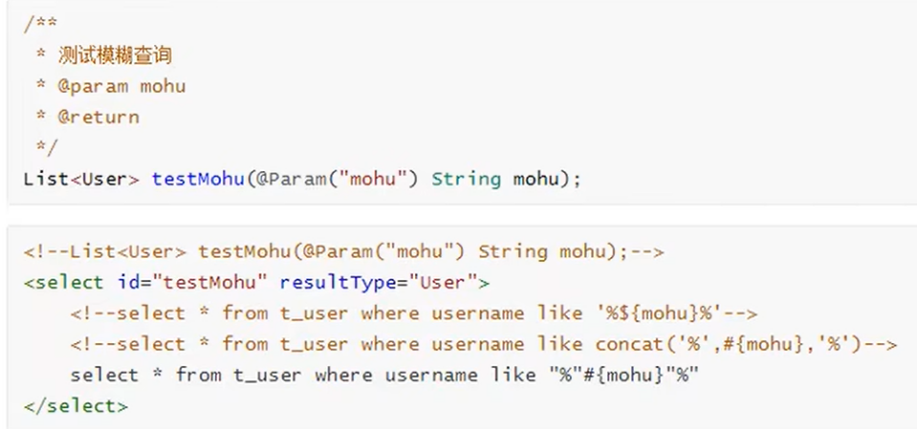 /**
 * 测试模糊查询
 * @param mohu
 * @return
 */
List<User> testMohu(@Param("mohu") String mohu);
<!--List<User> testMohu(@Param("mohu") String mohu);-->
<select id="testMohu" resultType="User">
    <!--select * from t_user where username like '%${mohu}%'-->
    <!--select * from t_user where username like concat('%',#{mohu},'%')-->
    select * from t_user where username like "%"#{mohu}"%"
</select>